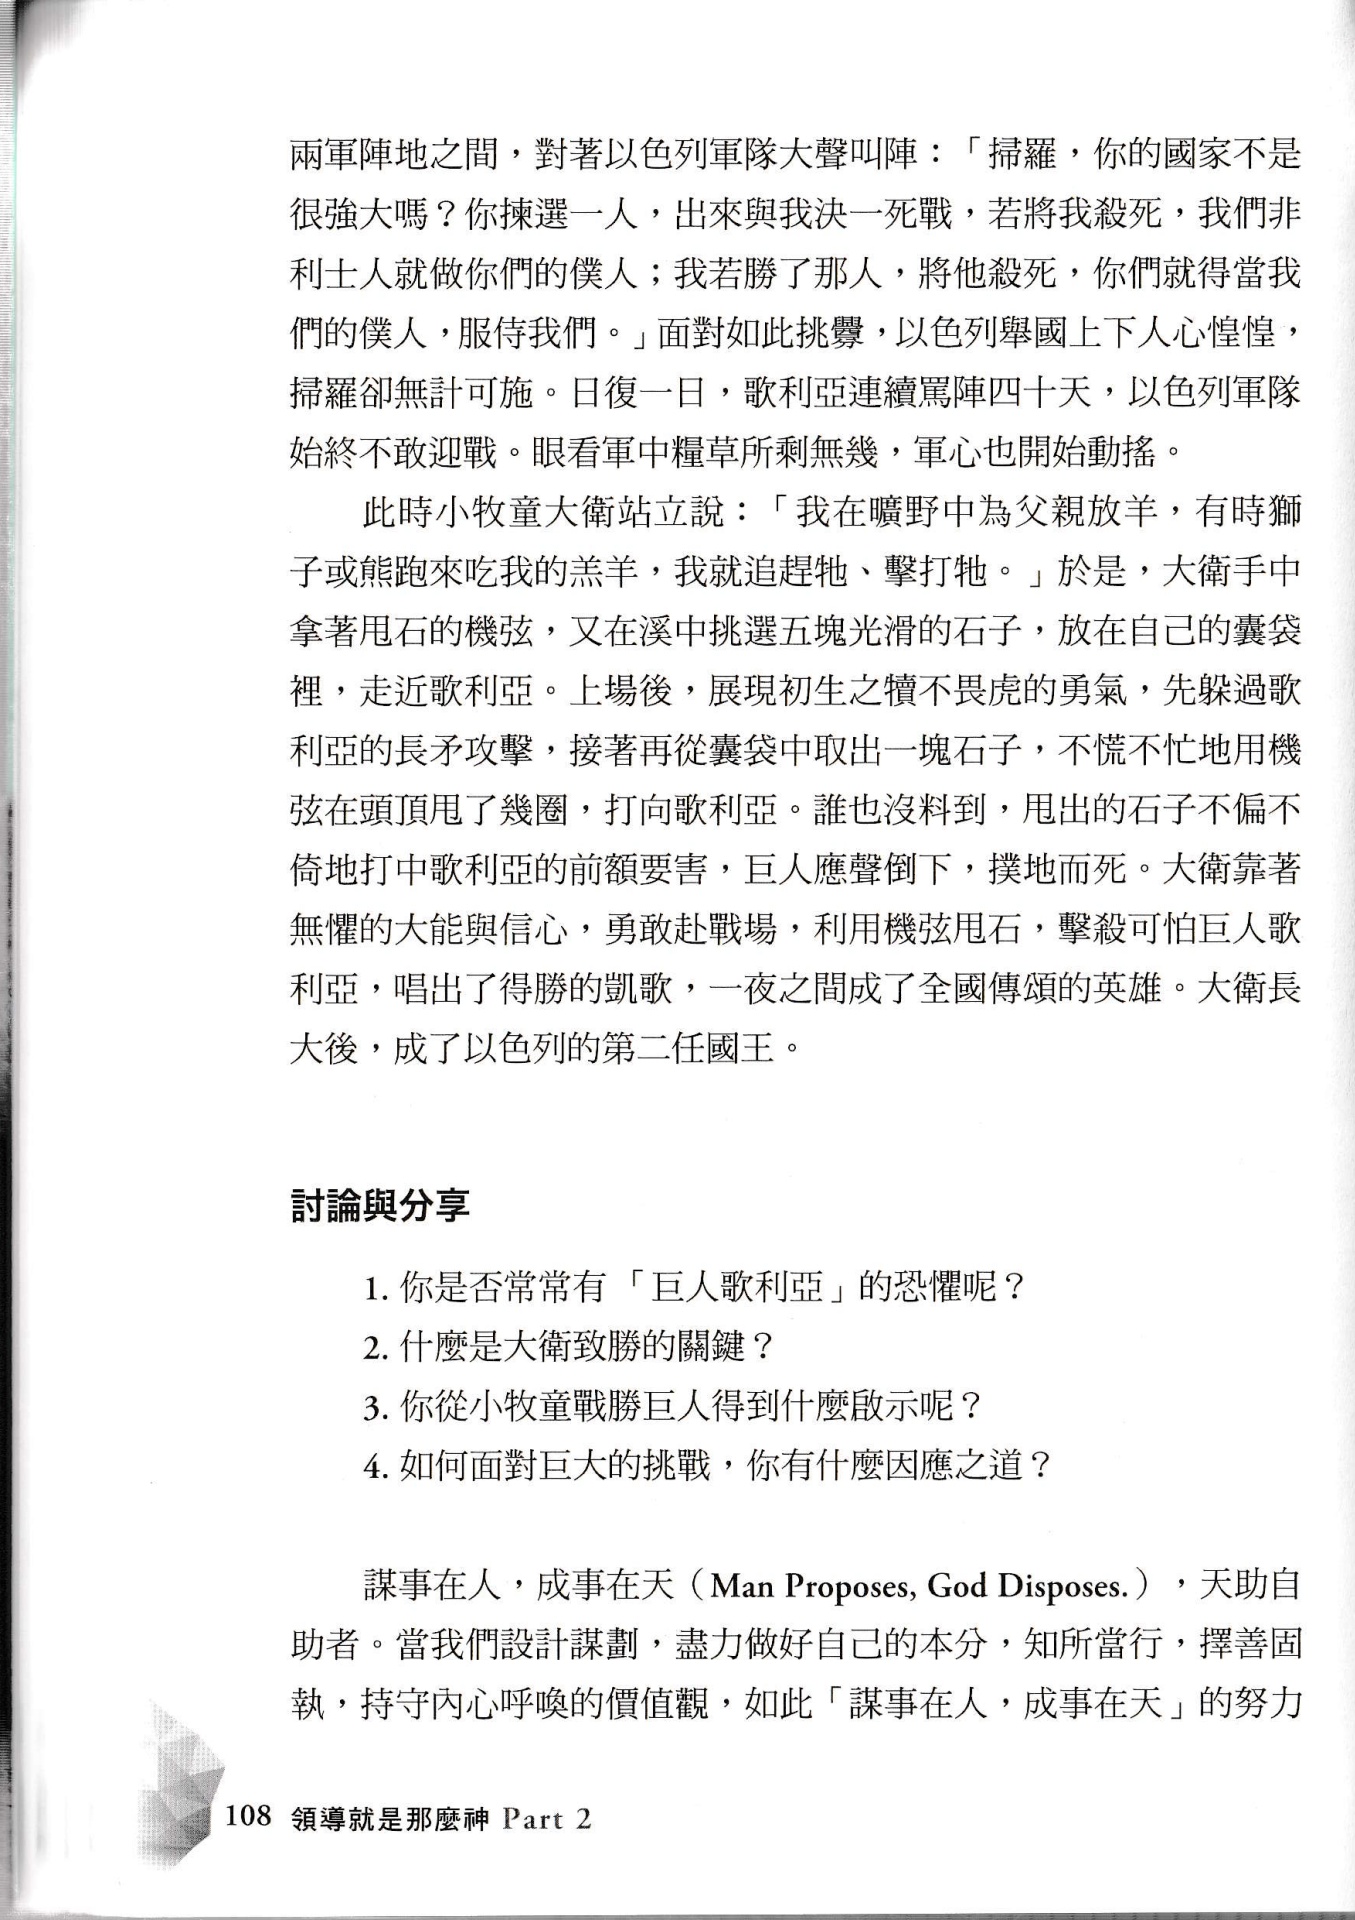 兩軍陣地之間，對著以色列軍隊大聲叫陣：「掃羅，你的國家不是
很強大嗎？你揀選一人，出來與我決一死戰，若將我殺死，我們非
利士人就做你們的僕人；我若勝了那人，將他殺死，你們就得當我
們的僕人，服侍我們。」面對如此挑釁，以色列舉國上下人心惶惶，
掃羅卻無計可施。日復一日，歌利亞連續罵陣四十天，以色列軍隊
始終不敢迎戰。眼看軍中糧草所剩無幾，軍心也開始動搖。
此時小牧童大衛站立說：「我在曠野中為父親放羊，有時獅
子或熊跑來吃我的羔羊，我就追趕牠、擊打牠。」於是，大衛手中
拿著甩石的機弦，又在溪中挑選五塊光滑的石子，放在自己的囊袋
裡，走近歌利亞。上場後，展現初生之犢不畏虎的勇氣，先躲過歌
利亞的長矛攻擊，接著再從囊袋中取出一塊石子，不慌不忙地用機
弦在頭頂甩了幾圈，打向歌利亞。誰也沒料到，甩出的石子不偏不
倚地打中歌利亞的前額要害，巨人應聲倒下，撲地而死。大衛靠著
無懼的大能與信心，勇敢赴戰場，利用機弦甩石，擊殺可怕巨人歌
利亞，唱出了得勝的凱歌，一夜之間成了全國傳頌的英雄。大衛長
大後，成了以色列的第二任國王。
討論與分享
1. 你是否常常有「巨人歌利亞」的恐懼呢？
2. 什麼是大衛致勝的關鍵？
3. 你從小牧童戰勝巨人得到什麼啟示呢？
4. 如何面對巨大的挑戰，你有什麼因應之道？
謀事在人，成事在天（Man Proposes, God Disposes.），天助自
助者。當我們設計謀劃，盡力做好自己的本分，知所當行，擇善固
執，持守內心呼喚的價值觀，如此「謀事在人，成事在天」的努力
108 領導就是那麼神 Part 2